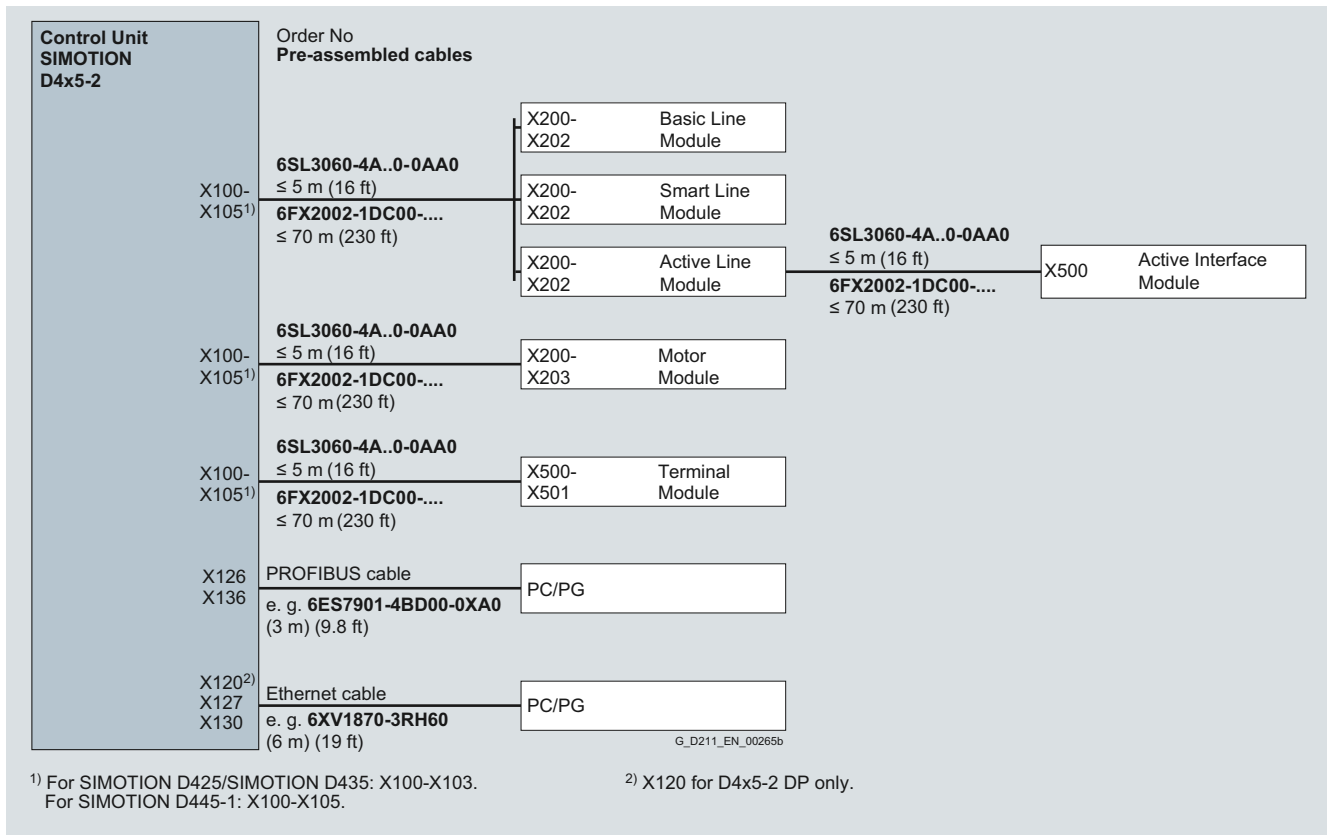 Control Unit
SIMOTION
D4x5-2
Order No
Pre-assembled cables
X200- Basic Line
X202 Module
6SL3060-4A..0-0AA0
X100- ≤ 5 m (16 ft)
X105¹⁾ 6FX2002-1DC00-....
≤ 70 m (230 ft)
X200- Smart Line
X202 Module
X200- Active Line
X202 Module
6SL3060-4A..0-0AA0
≤ 5 m (16 ft)
6FX2002-1DC00-....
≤ 70 m (230 ft)
X500 Active Interface
Module
6SL3060-4A..0-0AA0
X100- ≤ 5 m (16 ft)
X105¹⁾ 6FX2002-1DC00-....
≤ 70 m (230 ft)
X200- Motor
X203 Module
6SL3060-4A..0-0AA0
X100- ≤ 5 m (16 ft)
X105¹⁾ 6FX2002-1DC00-....
≤ 70 m (230 ft)
X500- Terminal
X501 Module
X126 PROFIBUS cable
X136 e. g. 6ES7901-4BD00-0XA0
(3 m) (9.8 ft)
PC/PG
X120²⁾
X127 Ethernet cable
X130 e. g. 6XV1870-3RH60
(6 m) (19 ft)
PC/PG
G_D211_EN_00265b
¹⁾ For SIMOTION D425/SIMOTION D435: X100-X103.
For SIMOTION D445-1: X100-X105.
²⁾ X120 for D4x5-2 DP only.